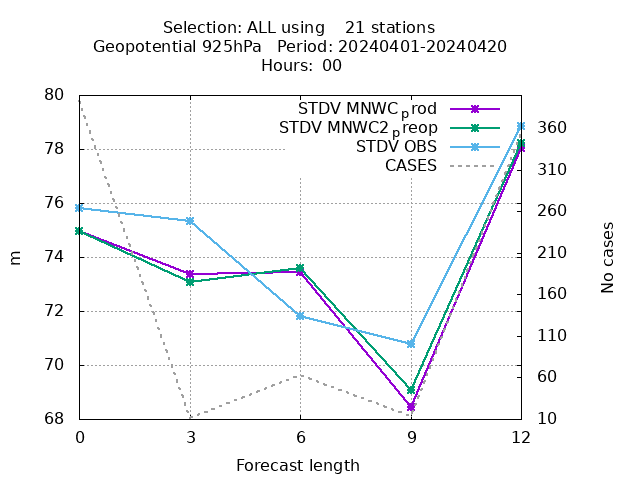 Selection: ALL using    21 stations
Geopotential 925hPa   Period: 20240401-20240420
Hours: 00
STDV MNWCprod
STDV MNWC2preop
STDV OBS
CASES
80
78
76
74
72
70
68
m
360
310
260
210
160
110
60
10
No cases
0 3 6 9 12
Forecast length